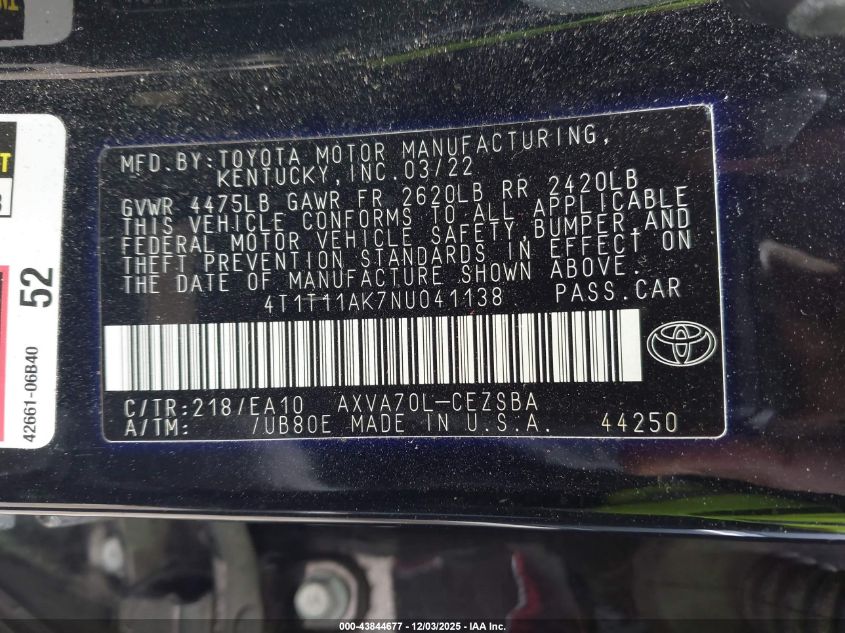 MFD.BY:TOYOTA MOTOR MANUFACTURING,
KENTUCKY,INC.03/22
GVWR 4475LB GAWR FR 2620LB RR 2420LB
THIS VEHICLE CONFORMS TO ALL APPLICABLE
FEDERAL MOTOR VEHICLE SAFETY,BUMPER,AND
THEFT PREVENTION STANDARDS IN EFFECT ON
THE DATE OF MANUFACTURE SHOWN ABOVE.
4T1T11AK7NU041138 PASS.CAR
C/TR:218/EA10 AXVA70L-CEZSBA
A/TM: /UB80E MADE IN U.S.A. 44250
52
42661-06B40
000-43844677 - 12/03/2025 - IAA Inc.